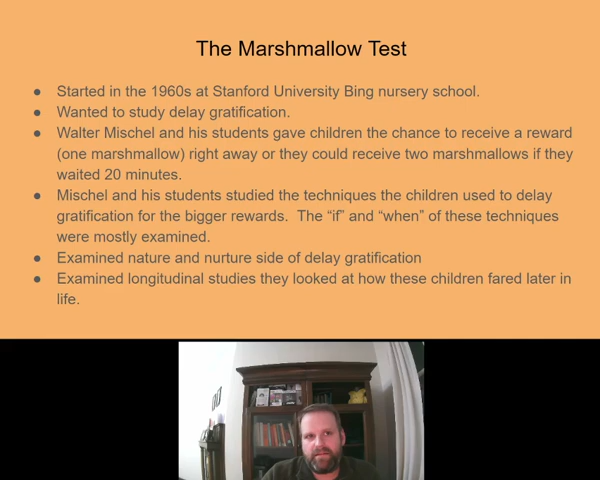 The Marshmallow Test
● Started in the 1960s at Stanford University Bing nursery school.
● Wanted to study delay gratification.
● Walter Mischel and his students gave children the chance to receive a reward
(one marshmallow) right away or they could receive two marshmallows if they
waited 20 minutes.
● Mischel and his students studied the techniques the children used to delay
gratification for the bigger rewards.  The “if” and “when” of these techniques
were mostly examined.
● Examined nature and nurture side of delay gratification
● Examined longitudinal studies they looked at how these children fared later in
life.